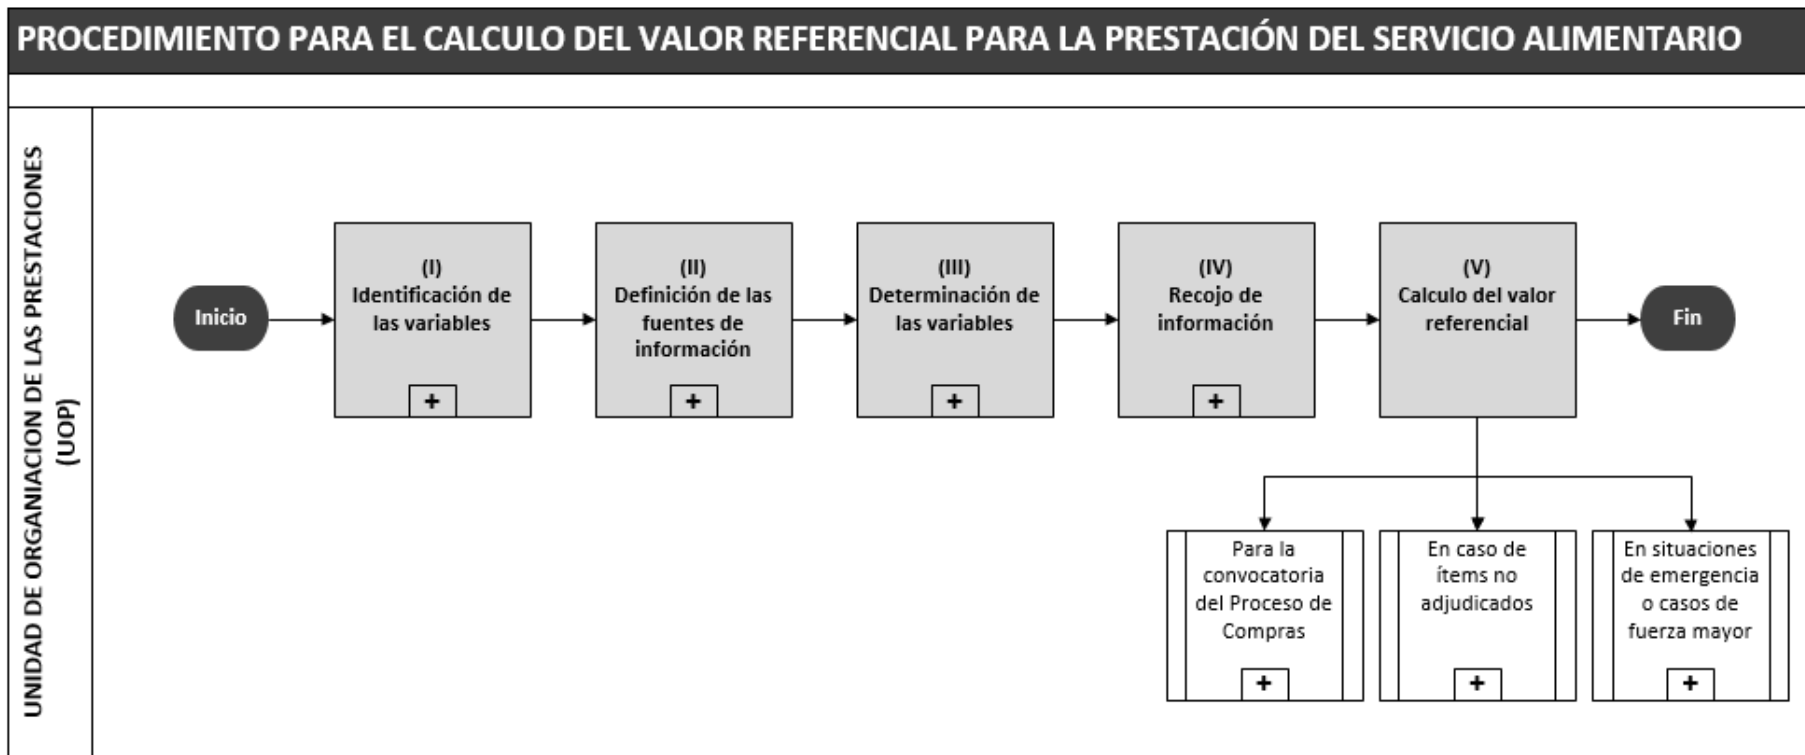 PROCEDIMIENTO PARA EL CALCULO DEL VALOR REFERENCIAL PARA LA PRESTACIÓN DEL SERVICIO ALIMENTARIO
UNIDAD DE ORGANIACION DE LAS PRESTACIONES
(UOP)
Inicio
(I)
Identificación de
las variables
+
(II)
Definición de las
fuentes de
información
+
(III)
Determinación de
las variables
+
(IV)
Recojo de
información
+
(V)
Calculo del valor
referencial
Fin
Para la
convocatoria
del Proceso de
Compras
+
En caso de
ítems no
adjudicados
+
En situaciones
de emergencia
o casos de
fuerza mayor
+